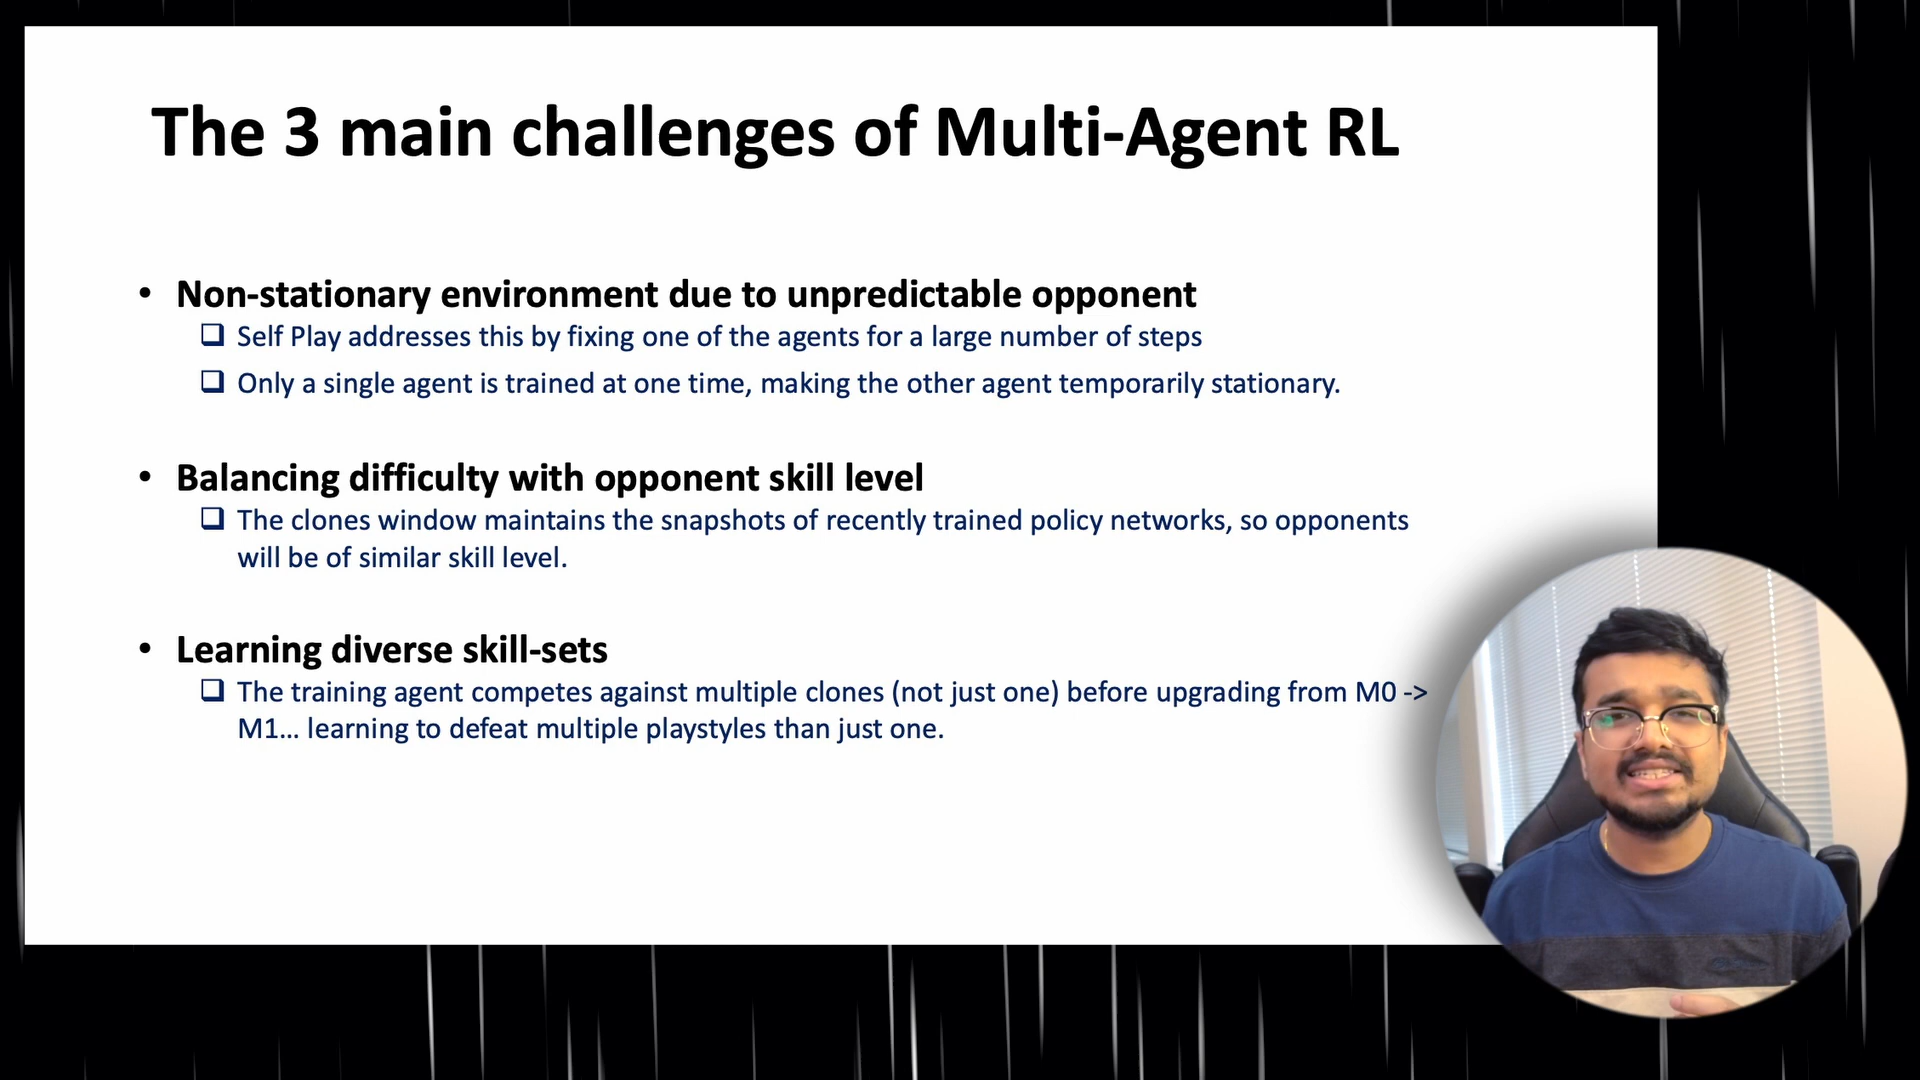 The 3 main challenges of Multi-Agent RL
• Non-stationary environment due to unpredictable opponent
❑ Self Play addresses this by fixing one of the agents for a large number of steps
❑ Only a single agent is trained at one time, making the other agent temporarily stationary.
• Balancing difficulty with opponent skill level
❑ The clones window maintains the snapshots of recently trained policy networks, so opponents
will be of similar skill level.
• Learning diverse skill-sets
❑ The training agent competes against multiple clones (not just one) before upgrading from M0 ->
M1... learning to defeat multiple playstyles than just one.